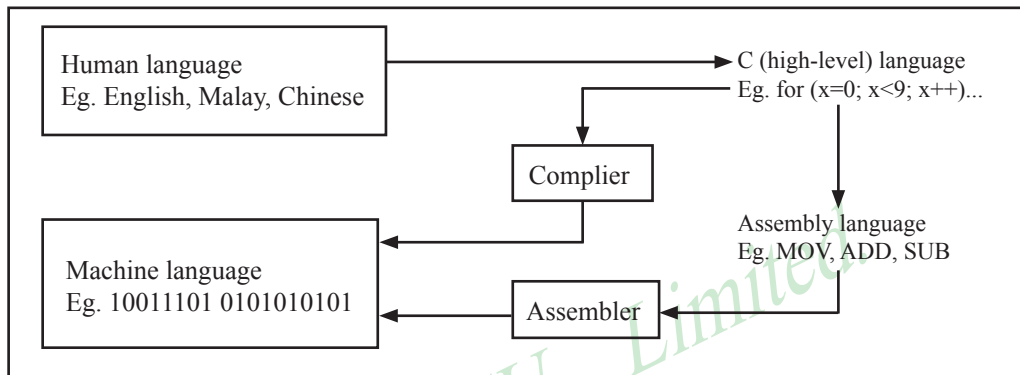 Human language
Eg. English, Malay, Chinese
C (high-level) language
Eg. for (x=0; x<9; x++)...
Complier
Assembly language
Eg. MOV, ADD, SUB
Machine language
Eg. 10011101 0101010101
Assembler
Limited.